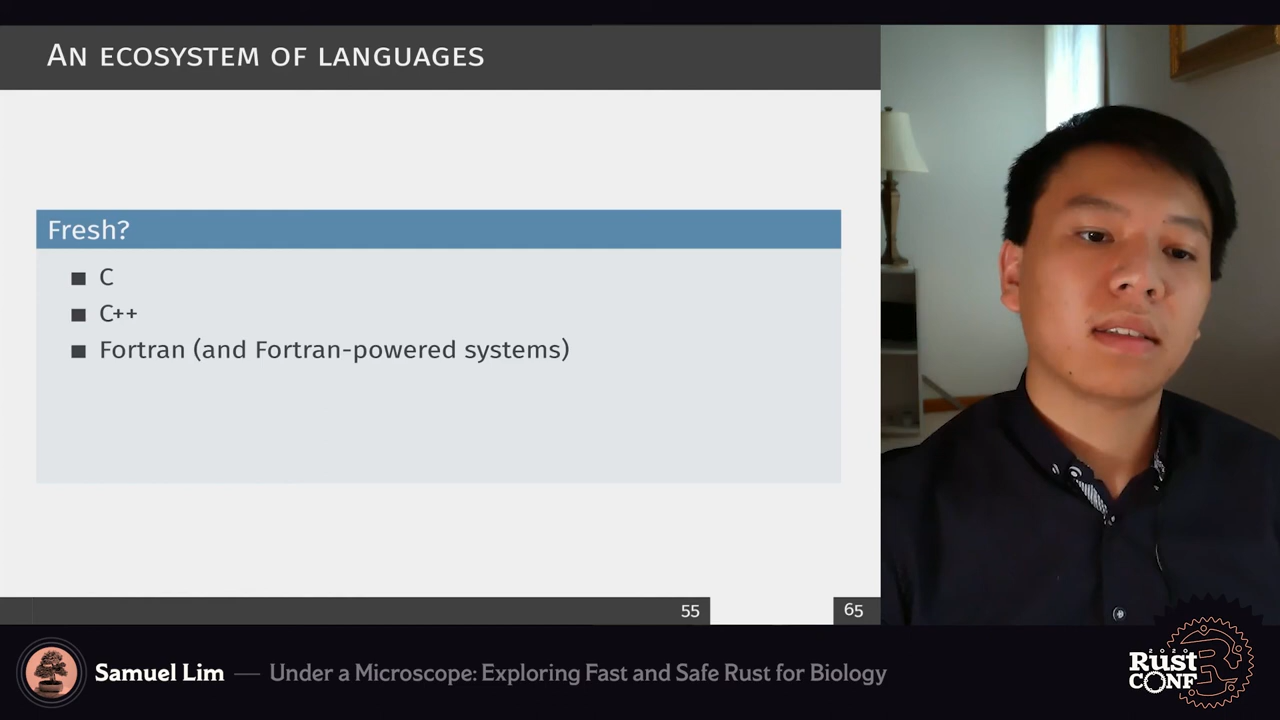 An ecosystem of languages
Fresh?
C
C++
Fortran (and Fortran-powered systems)
55
65
Samuel Lim — Under a Microscope: Exploring Fast and Safe Rust for Biology
2020
Rust
CONF
R